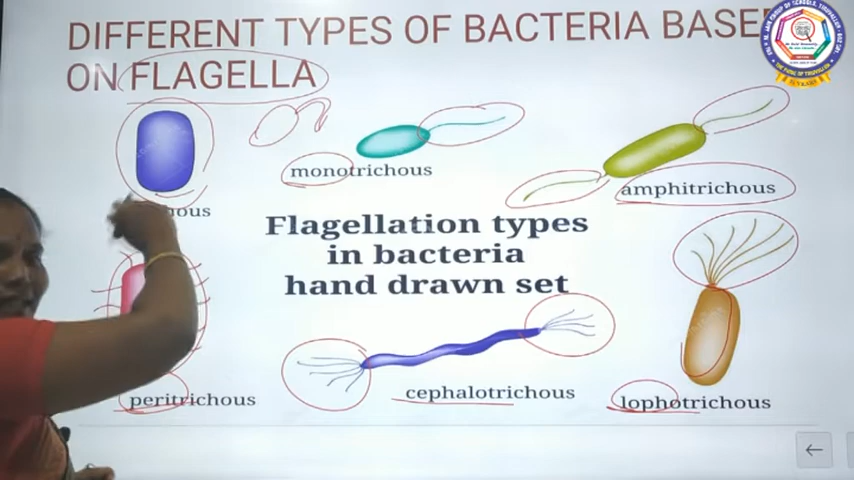 DIFFERENT TYPES OF BACTERIA BASE
ON FLAGELLA
monotrichous
amphitrichous
hous
Flagellation types
in bacteria
hand drawn set
peritrichous
cephalotrichous
lophotrichous